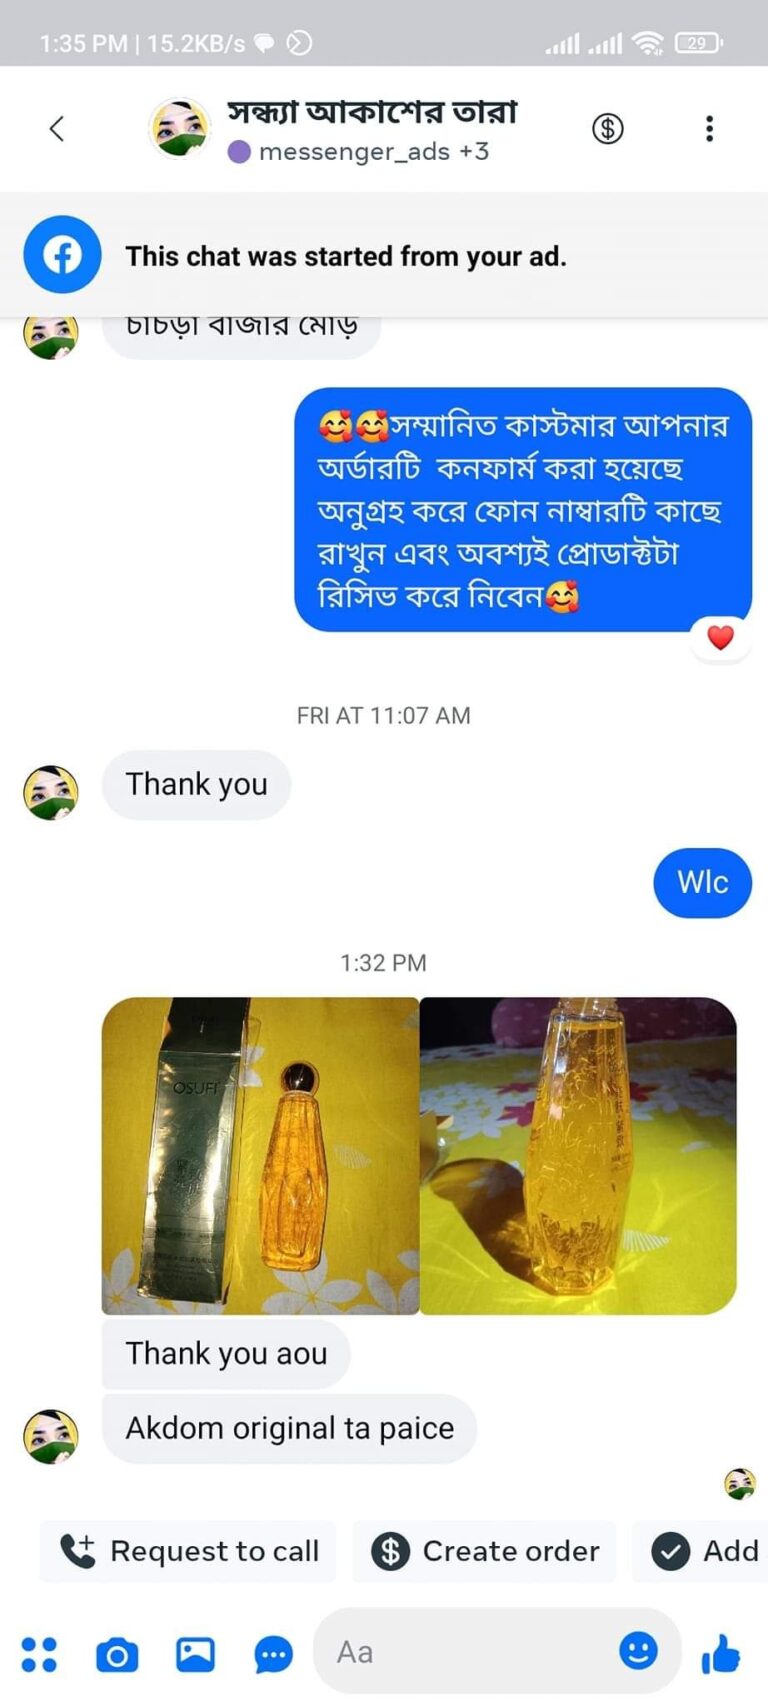 1:35 PM | 15.2KB/s
29
সন্ধ্যা আকাশের তারা
messenger_ads +3
This chat was started from your ad.
চাচড়া বাজার মোড়
🥰🥰সম্মানিত কাস্টমার আপনার
অর্ডারটি কনফার্ম করা হয়েছে
অনুগ্রহ করে ফোন নাম্বারটি কাছে
রাখুন এবং অবশ্যই প্রোডাক্টটা
রিসিভ করে নিবেন🥰
FRI AT 11:07 AM
Thank you
Wlc
1:32 PM
OSUFI
Thank you aou
Akdom original ta paice
Request to call
Create order
Add
Aa